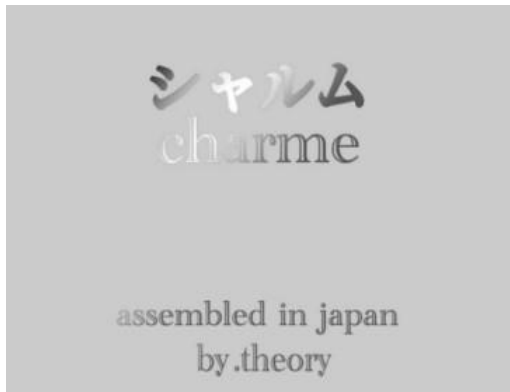 シャルム
charme
assembled in japan
by.theory